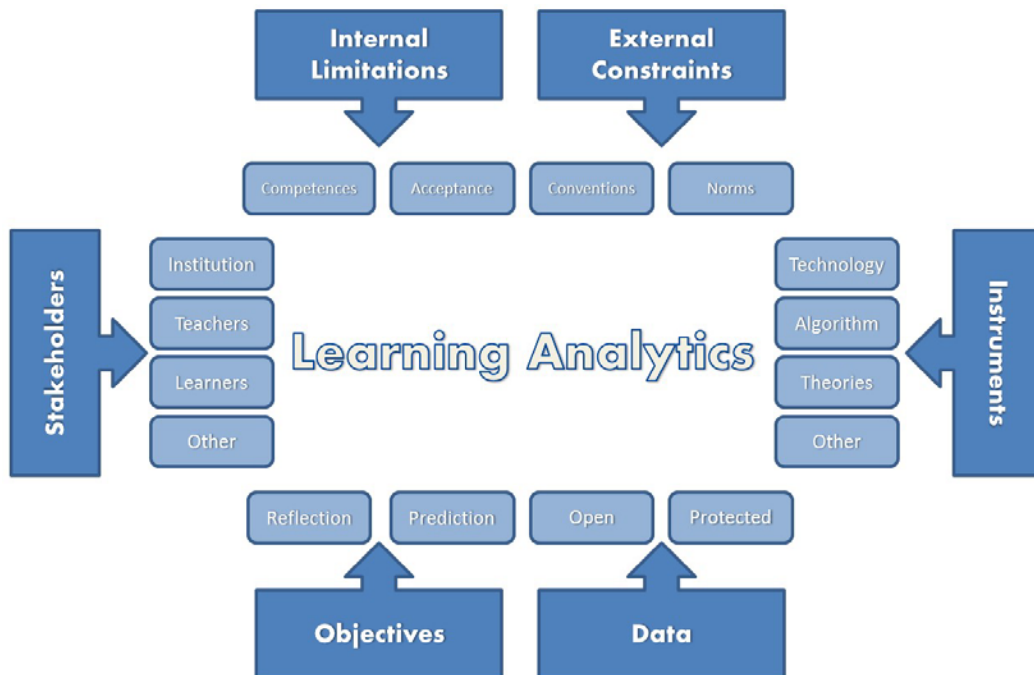 Internal
Limitations
External
Constraints
Competences
Acceptance
Conventions
Norms
Stakeholders
Institution
Teachers
Learners
Other
Learning Analytics
Technology
Algorithm
Theories
Other
Instruments
Reflection
Prediction
Open
Protected
Objectives
Data